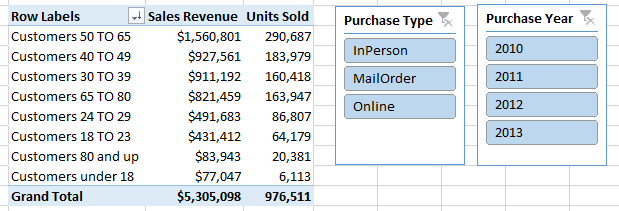 Row Labels Sales Revenue Units Sold
Customers 50 TO 65 $1,560,801 290,687
Customers 40 TO 49 $927,561 183,979
Customers 30 TO 39 $911,192 160,418
Customers 65 TO 80 $821,459 163,947
Customers 24 TO 29 $491,683 86,807
Customers 18 TO 23 $431,412 64,179
Customers 80 and up $83,943 20,381
Customers under 18 $77,047 6,113
Grand Total $5,305,098 976,511
Purchase Type
InPerson
MailOrder
Online
Purchase Year
2010
2011
2012
2013